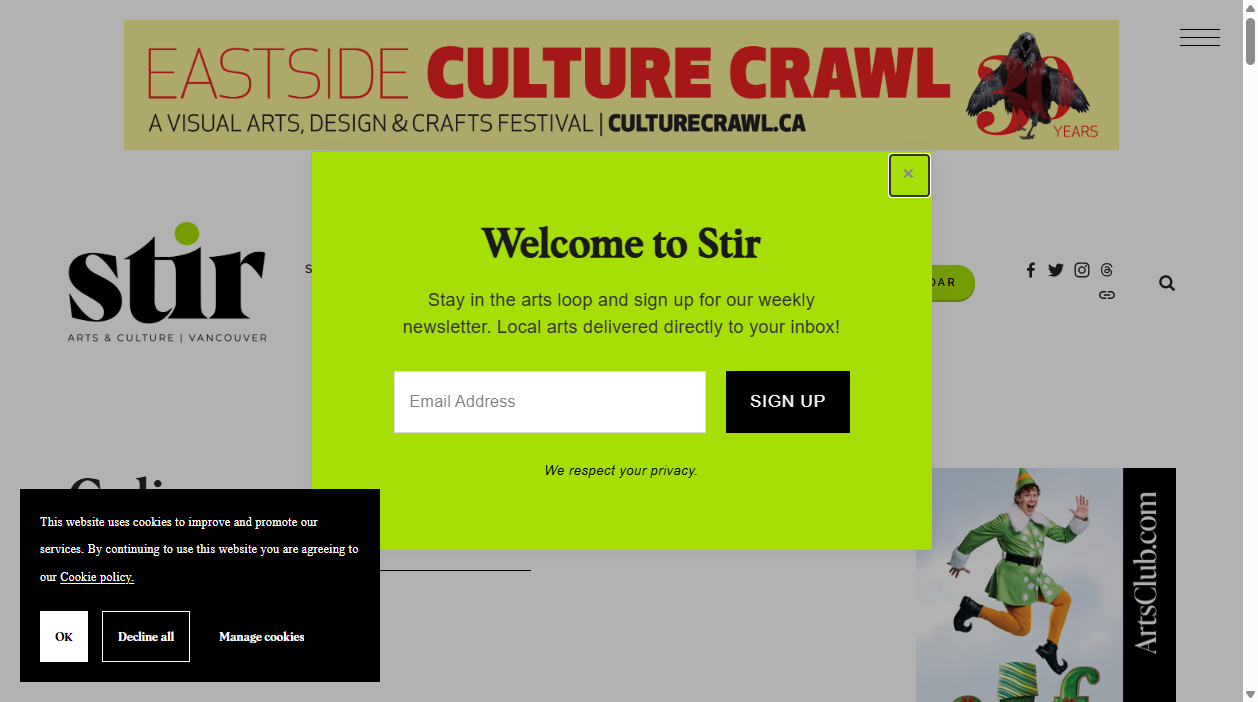 EASTSIDE CULTURE CRAWL
A VISUAL ARTS, DESIGN & CRAFTS FESTIVAL | CULTURECRAWL.CA
30
YEARS
×
Welcome to Stir
Stay in the arts loop and sign up for our weekly
newsletter. Local arts delivered directly to your inbox!
Email Address
SIGN UP
We respect your privacy.
stir
ARTS & CULTURE | VANCOUVER
S
DAR
ArtsClub.com
This website uses cookies to improve and promote our
services. By continuing to use this website you are agreeing to
our Cookie policy.
OK
Decline all
Manage cookies